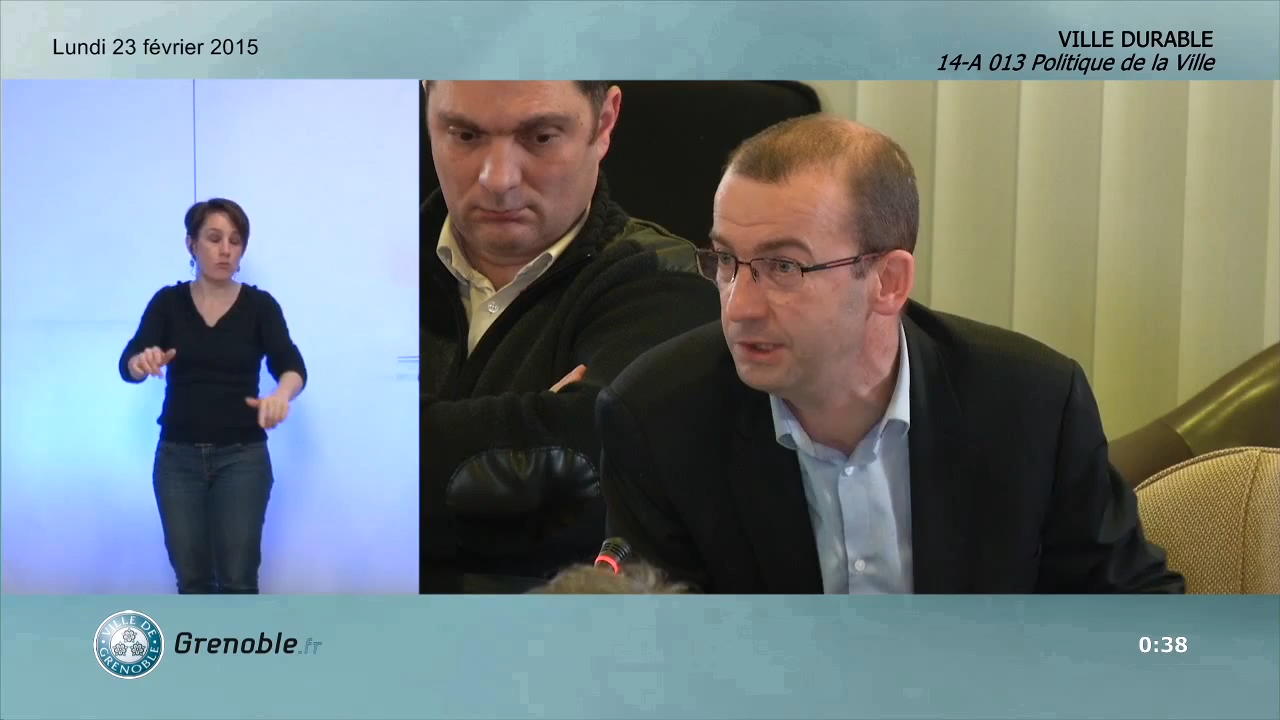 Lundi 23 février 2015
VILLE DURABLE
14-A 013 Politique de la Ville
VILLE DE GRENOBLE
Grenoble.fr
0:38